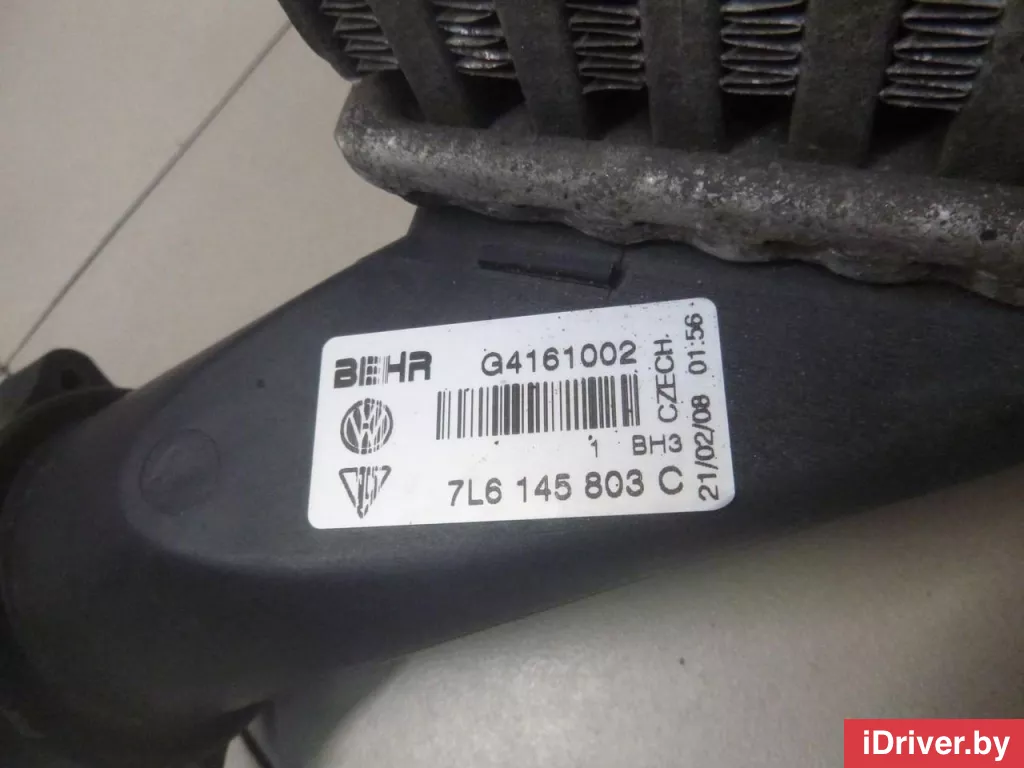 BEHR G4161002
1 BH3
7L6 145 803 C
CZECH.
21/02/08 01:56
iDriver.by